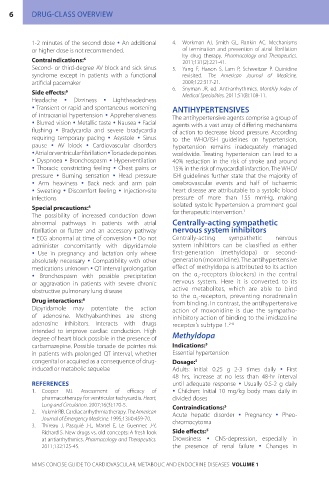 6 DRUG-CLASS OVERVIEW
1-2 minutes of the second dose • An additional
or higher dose is not recommended.
Contraindications:6
Second- or third-degree AV block and sick sinus
syndrome except in patients with a functional
artificial pacemaker
Side effects:6
Headache • Dizziness • Lightheadedness
• Transient or rapid and spontaneous worsening
of intracranial hypertension • Apprehensiveness
• Blurred vision • Metallic taste • Nausea • Facial
flushing • Bradycardia and severe bradycardia
requiring temporary pacing • Asystole • Sinus
pause • AV block • Cardiovascular disorders
• Atrial or ventricular fibrillation • Torsade de pointes
• Dyspnoea • Bronchospasm • Hyperventilation
• Thoracic constricting feeling • Chest pains or
pressure • Burning sensation • Head pressure
• Arm heaviness • Back neck and arm pain
• Sweating • Discomfort feeling • Injection-site
infections
Special precautions:6
The possibility of increased conduction down
abnormal pathways in patients with atrial
fibrillation or flutter and an accessory pathway
• ECG abnormal at time of conversion • Do not
administer concomitantly with dipyridamole
• Use in pregnancy and lactation only where
absolutely necessary • Compatibility with other
medications unknown • QT interval prolongation
• Bronchospasm with possible precipitation
or aggravation in patients with severe chronic
obstructive pulmonary lung disease
Drug interactions:6
Dipyridamole may potentiate the action
of adenosine. Methylxanthines are strong
adenosine inhibitors. Interacts with drugs
intended to improve cardiac conduction. High
degree of heart block possible in the presence of
carbamazepine. Possible torsade de pointes risk
in patients with prolonged QT interval, whether
congenital or acquired as a consequence of drug-
induced or metabolic sequelae
REFERENCES
1. Cooper MJ. Assessment of efficacy of
pharmacotherapy for ventricular tachycardia. Heart,
Lung and Circulation. 2007;16(3):170-5.
2. Vukmir RB. Cardiac arrhythmia therapy. The American
Journal of Emergency Medicine. 1995;13(4):459-70.
3. Thireau J, Pasquié J-L, Martel E, Le Guennec J-Y,
Richard S. New drugs vs. old concepts: A fresh look
at antiarrhythmics. Pharmacology and Therapeutics.
2011;132:125-45.
4. Workman AJ, Smith GL, Rankin AC. Mechanisms
of termination and prevention of atrial fibrillation
by drug therapy. Pharmacology and Therapeutics.
2011;131(2):221-41.
5. Yang F, Hanon S, Lam P, Schweitzer P. Quinidine
revisited. The American Journal of Medicine.
2009;122:317-21.
6. Snyman JR, ed. Anti-arrhythmics. Monthly Index of
Medical Specialities. 2011;51(8):108-11.
ANTIHYPERTENSIVES
The antihypertensive agents comprise a group of
agents with a vast array of differing mechanisms
of action to decrease blood pressure. According
to the WHO/ISH guidelines on hypertension,
hypertension remains inadequately managed
worldwide. Treating hypertension can lead to a
40% reduction in the risk of stroke and around
15% in the risk of myocardial infarction. The WHO/
ISH guidelines further state that the majority of
cerebrovascular events and half of ischaemic
heart disease are attributable to a systolic blood
pressure of more than 155 mmHg, making
isolated systolic hypertension a prominent goal
for therapeutic intervention.1
Centrally-acting sympathetic
nervous system inhibitors
Centrally-acting sympathetic nervous
system inhibitors can be classified as either
first-generation (methyldopa) or second-
generation (moxonidine). The antihypertensive
effect of methyldopa is attributed to its action
on the α2-receptors (blockers) in the central
nervous system. Here it is converted to its
active metabolites, which are able to bind
to the α2-receptors, preventing noradrenalin
from binding. In contrast, the antihypertensive
action of moxonidine is due the sympatho-
inhibitory action of binding to the imidazoline
receptor's subtype 1.
Methyldopa
Indications:5
Essential hypertension
Dosage:5
Adults: Initial: 0.25 g 2-3 times daily • First
48 hrs, increase at no less than 48-hr interval
until adequate response • Usually 0.5-2 g daily
• Children: Initial 10 mg/kg body mass daily in
divided doses
Contraindications:5
Acute hepatic disorder • Pregnancy • Phaeo-
chromocytoma
Side effects:5
Drowsiness • CNS-depression, especially in
the presence of renal failure • Changes in
MIMS CONCISE GUIDE TO CARDIOVASCULAR, METABOLIC AND ENDOCRINE DISEASES VOLUME 1